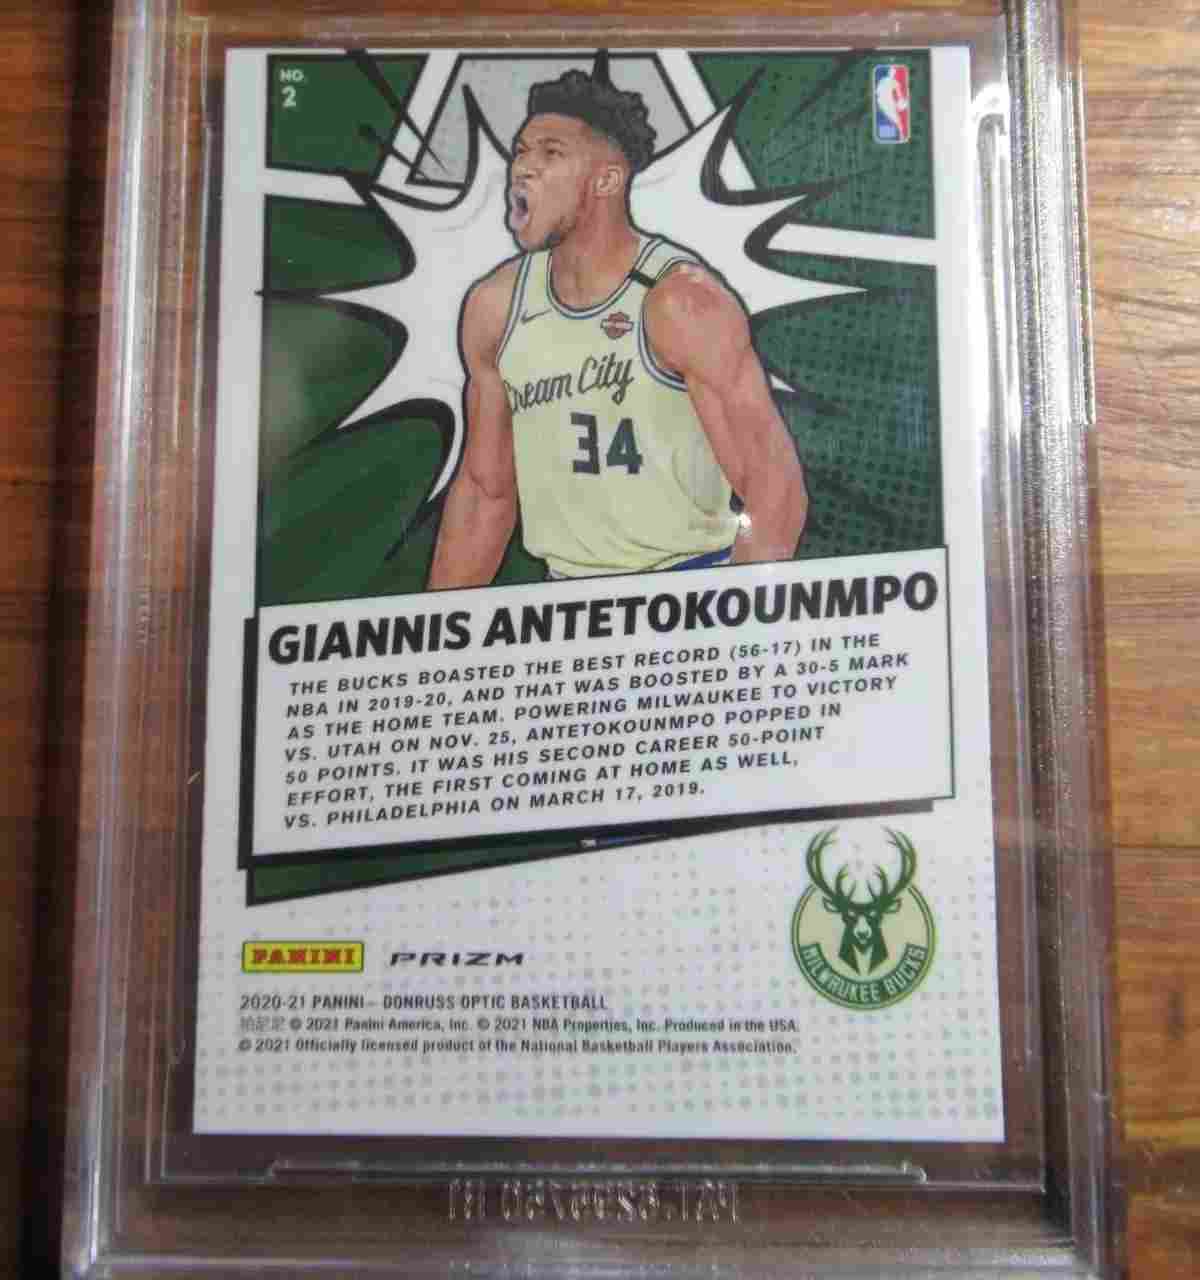 NO.
2
Cream City
34
GIANNIS ANTETOKOUNMPO
THE BUCKS BOASTED THE BEST RECORD (56-17) IN THE
NBA IN 2019-20, AND THAT WAS BOOSTED BY A 30-5 MARK
AS THE HOME TEAM. POWERING MILWAUKEE TO VICTORY
VS. UTAH ON NOV. 25, ANTETOKOUNMPO POPPED IN
50 POINTS. IT WAS HIS SECOND CAREER 50-POINT
EFFORT, THE FIRST COMING AT HOME AS WELL,
VS. PHILADELPHIA ON MARCH 17, 2019.
MILWAUKEE BUCKS
PANINI PRIZM
2020-21 PANINI - DONRUSS OPTIC BASKETBALL
帕尼尼 © 2021 Panini America, Inc. © 2021 NBA Properties, Inc. Produced in the USA.
© 2021 Officially licensed product of the National Basketball Players Association.